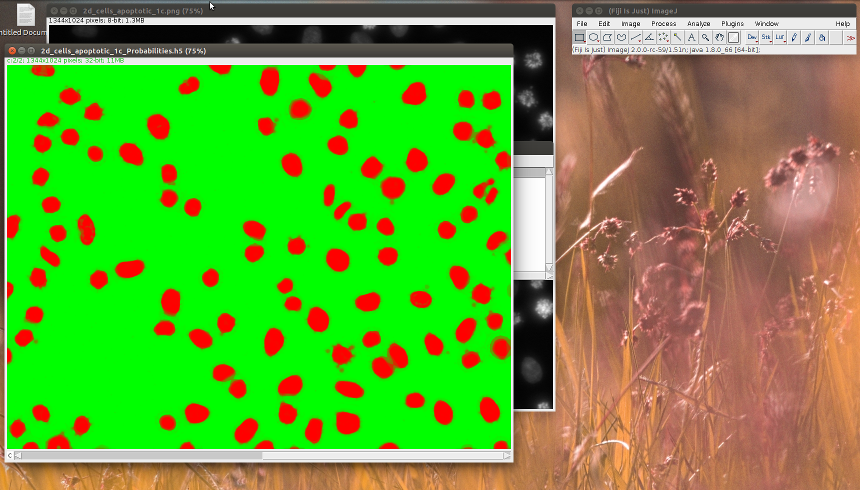 2d_cells_apoptotic_1c.png (75%)
1344x1024 pixels; 8-bit; 1.3MB
ntitled Docum
2d_cells_apoptotic_1c_Probabilities.h5 (75%)
c:2/2; 1344x1024 pixels; 32-bit; 11MB
c
(Fiji Is Just) ImageJ
File Edit Image Process Analyze Plugins Window Help
A Dev Stk LUT >>
(Fiji Is Just) ImageJ 2.0.0-rc-59/1.51n; Java 1.8.0_66 [64-bit];